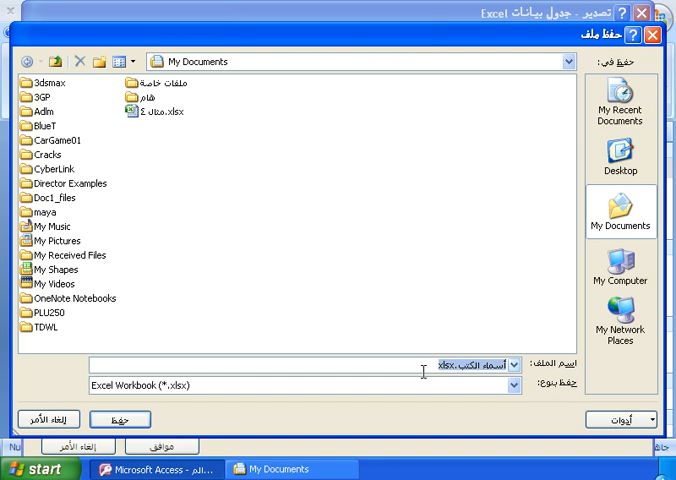 تصدير - جدول بيانات Excel
حفظ ملف
حفظ في:
My Documents
3dsmax
3GP
Adlm
BlueT
CarGame01
Cracks
CyberLink
Director Examples
Doc1_files
maya
My Music
My Pictures
My Received Files
My Shapes
My Videos
OneNote Notebooks
PLU250
TDWL
ملفات خاصة
هام
مثال ٤.xlsx
My Recent Documents
Desktop
My Documents
My Computer
My Network Places
اسم الملف:
أسماء الكتب.xlsx
حفظ بنوع:
Excel Workbook (*.xlsx)
أدوات
حفظ
إلغاء الأمر
موافق
إلغاء الأمر
Nu
start
Microsoft Access - ...
My Documents